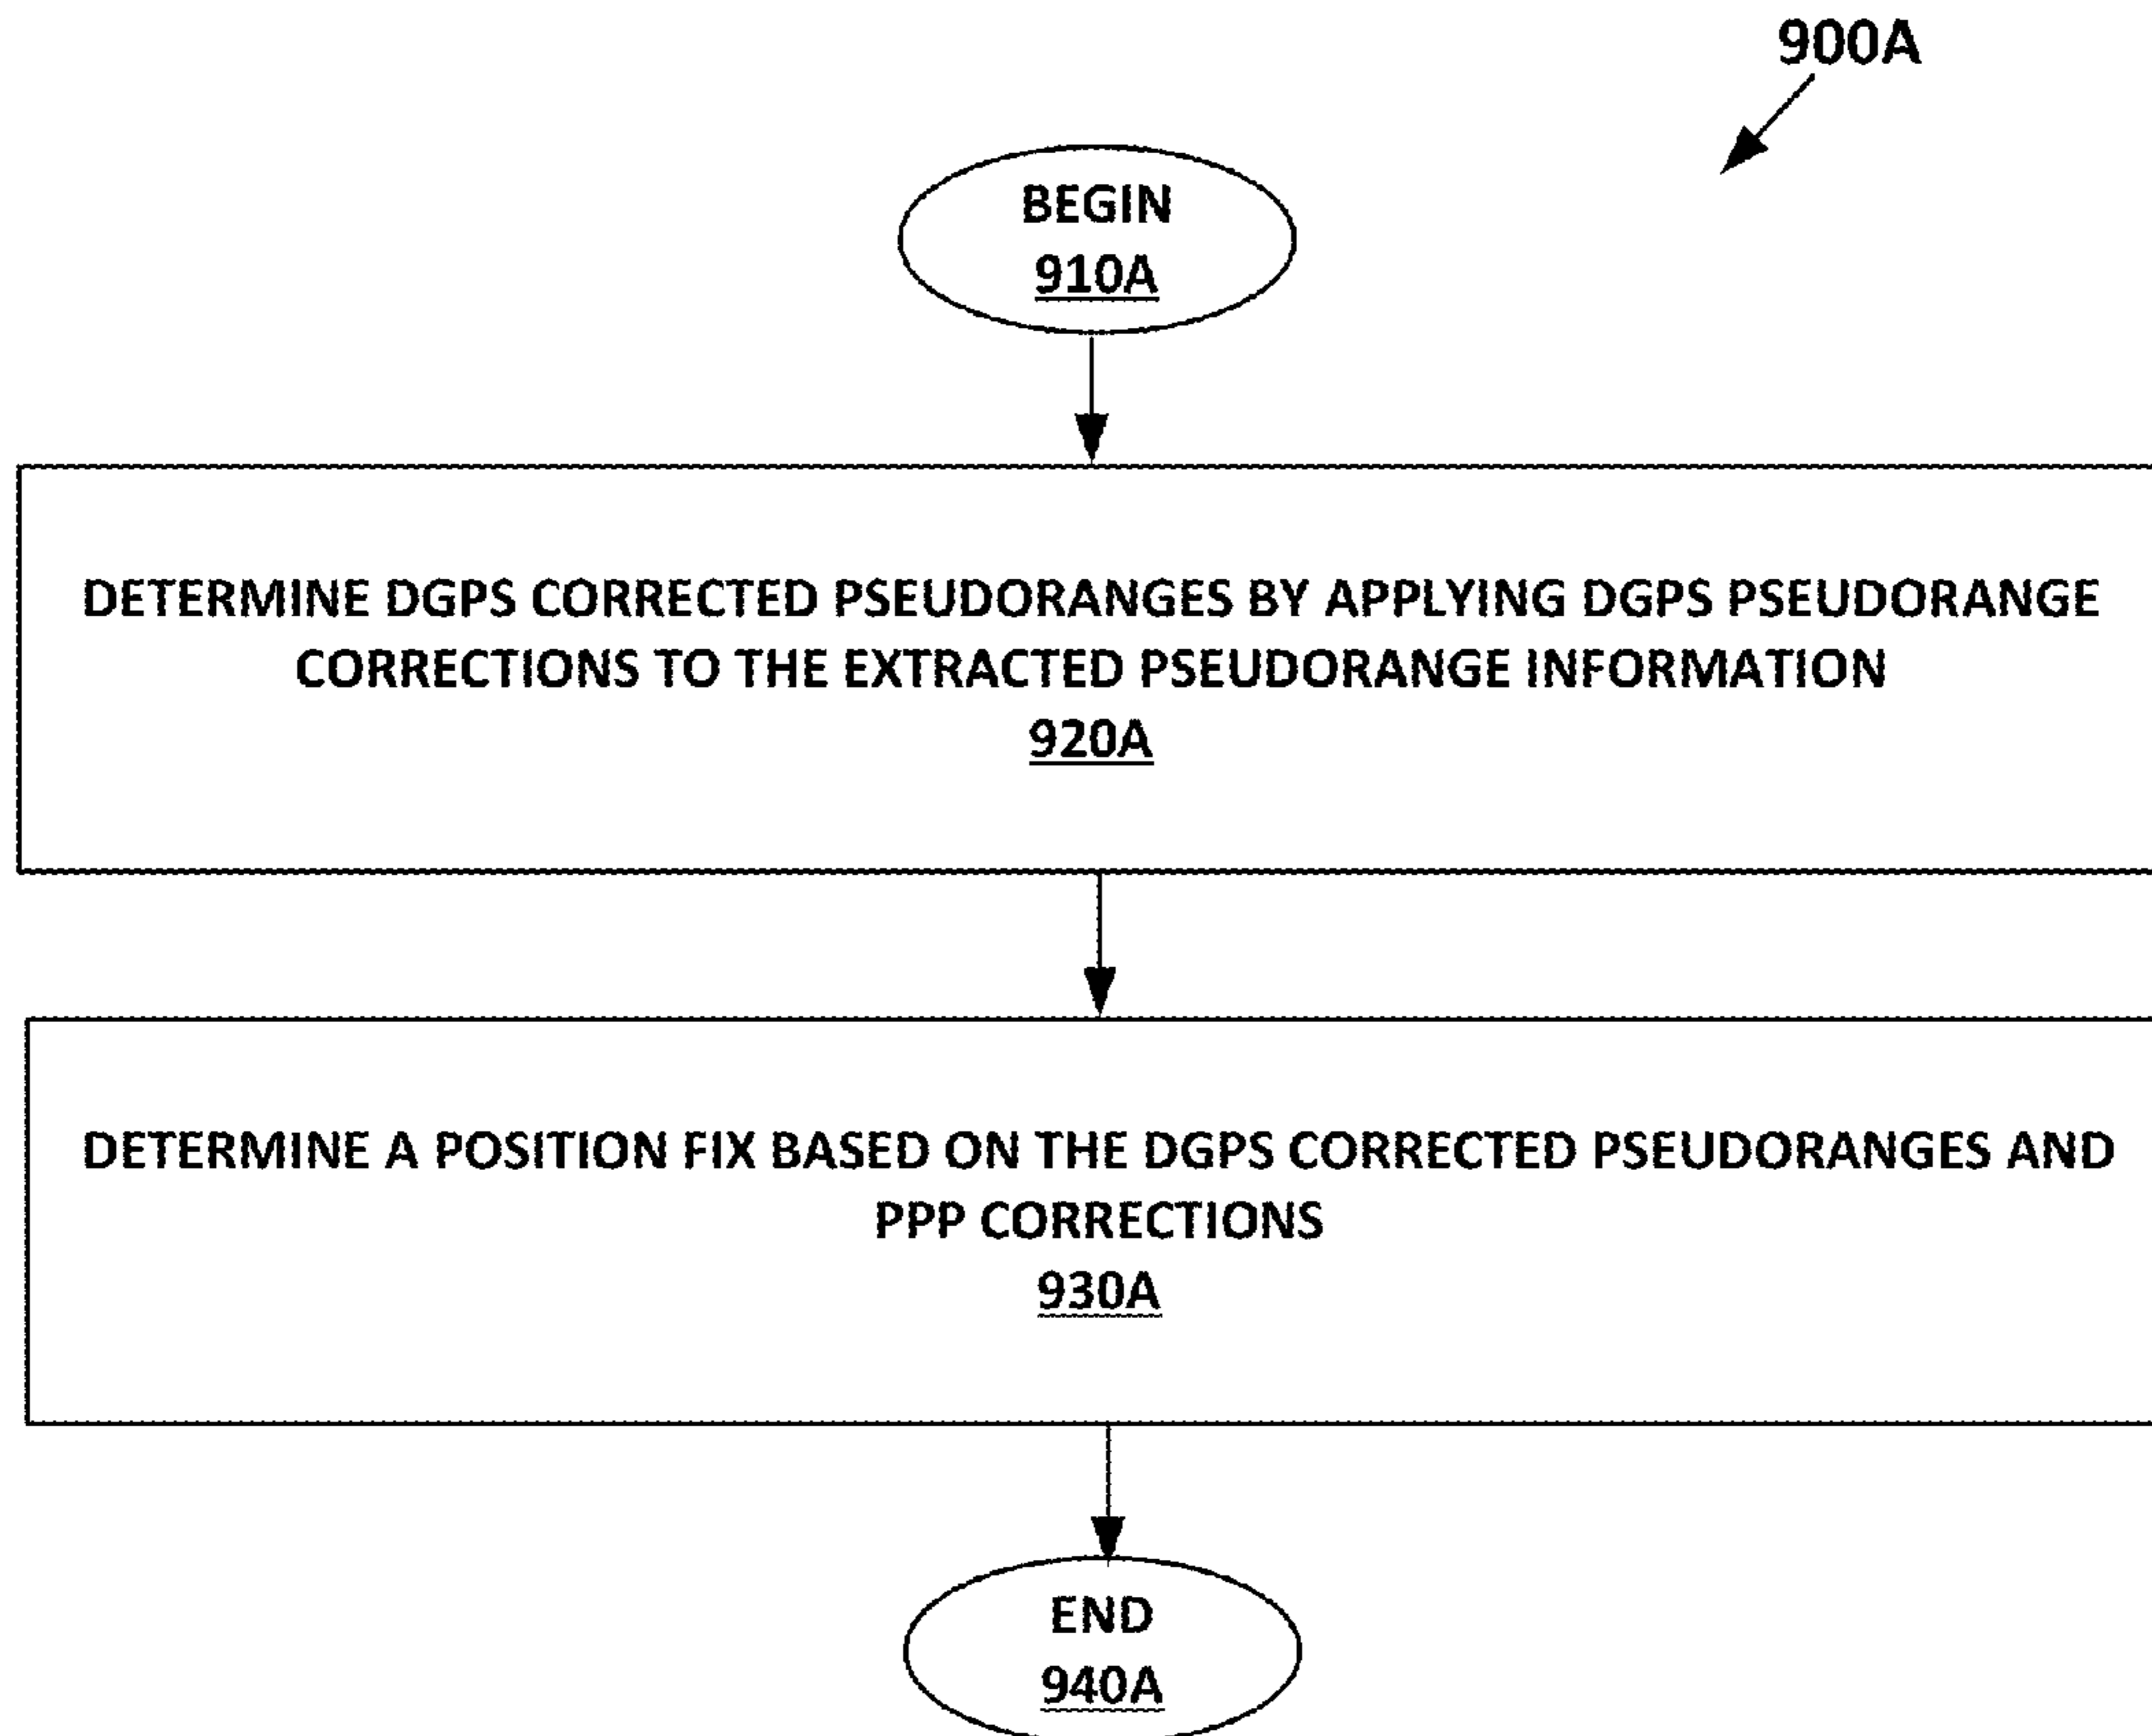 900A
BEGIN
910A
DETERMINE DGPS CORRECTED PSEUDORANGES BY APPLYING DGPS PSEUDORANGE
CORRECTIONS TO THE EXTRACTED PSEUDORANGE INFORMATION
920A
DETERMINE A POSITION FIX BASED ON THE DGPS CORRECTED PSEUDORANGES AND
PPP CORRECTIONS
930A
END
940A